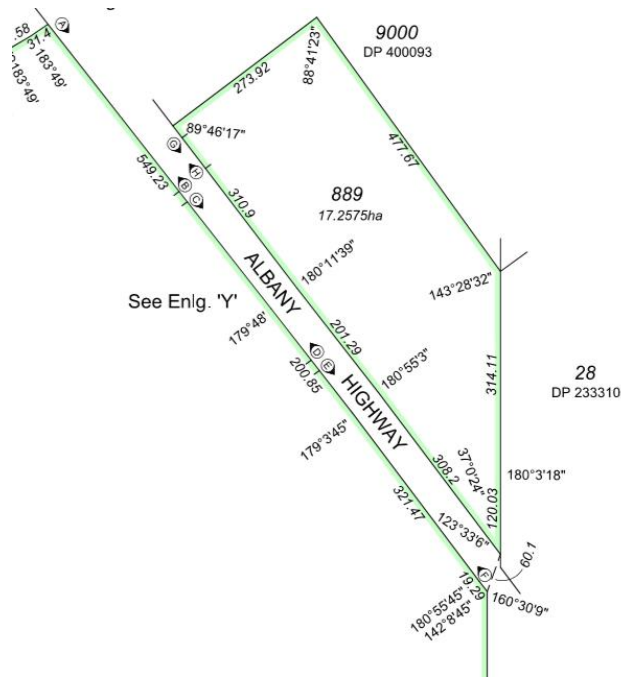 A
.58
31.4
183°49'
183°49'
9000
DP 400093
273.92
88°41'23"
89°46'17"
G
H
B
C
549.23
310.9
477.67
889
17.2575ha
ALBANY
180°11'39"
143°28'32"
See Enlg. 'Y'
179°48'
201.29
D
E
HIGHWAY
200.85
180°55'3"
314.11
28
DP 233310
179°3'45"
308.2
37°0'24"
120.03
180°3'18"
321.47
123°33'6"
60.1
F
19.29
160°30'9"
180°55'45"
142°8'45"